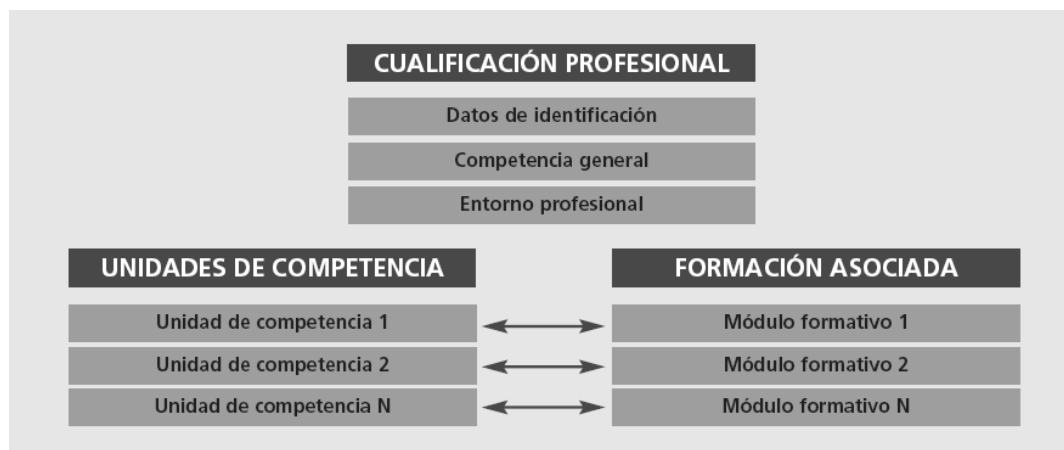 CUALIFICACIÓN PROFESIONAL
Datos de identificación
Competencia general
Entorno profesional
UNIDADES DE COMPETENCIA
Unidad de competencia 1
Unidad de competencia 2
Unidad de competencia N
FORMACIÓN ASOCIADA
Módulo formativo 1
Módulo formativo 2
Módulo formativo N